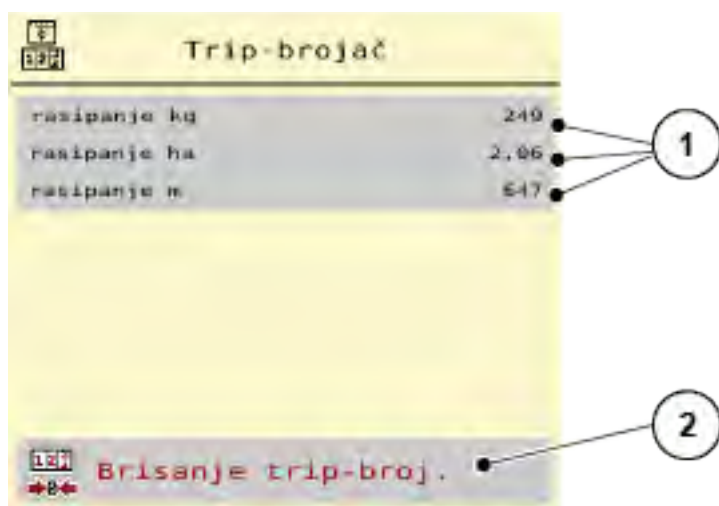 Trip-brojač
rasipanje kg 249
rasipanje ha 2.06
rasipanje m 647
1
2
Brisanje trip-broj.